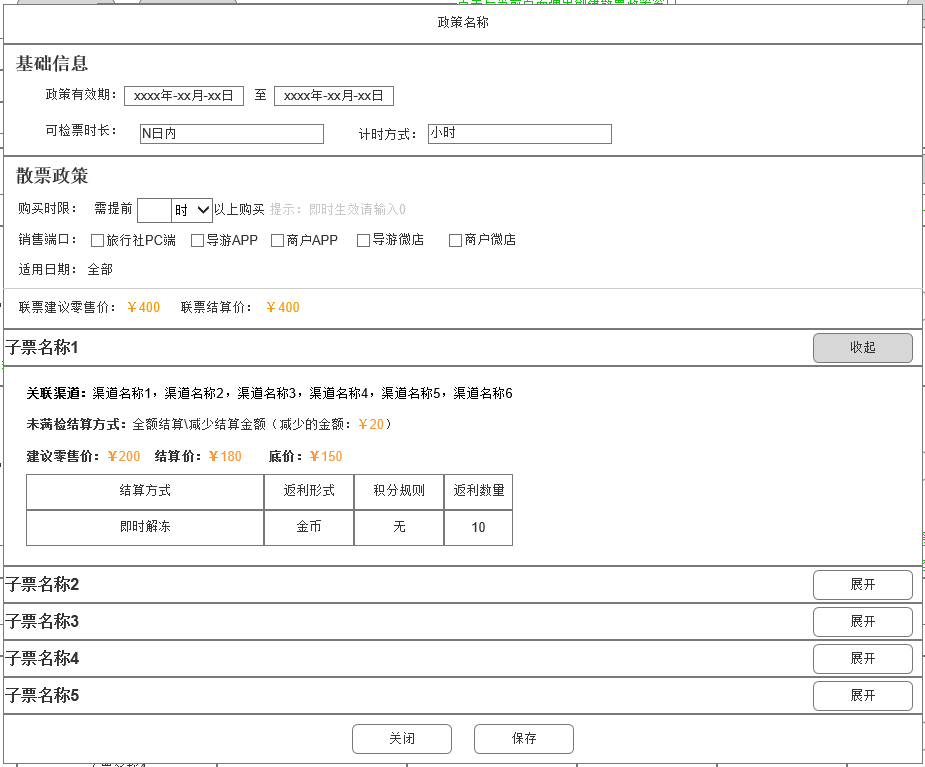 政策名称
基础信息
政策有效期： xxxx年-xx月-xx日 至 xxxx年-xx月-xx日
可检票时长： N日内 计时方式： 小时
散票政策
购买时限： 需提前 时 以上购买 提示：即时生效请输入0
销售端口： 旅行社PC端 导游APP 商户APP 导游微店 商户微店
适用日期： 全部
联票建议零售价： ￥400 联票结算价： ￥400
子票名称1 收起
关联渠道：渠道名称1，渠道名称2，渠道名称3，渠道名称4，渠道名称5，渠道名称6
未满检结算方式：全额结算\减少结算金额（减少的金额：￥20）
建议零售价：￥200 结算价：￥180 底价：￥150
结算方式 返利形式 积分规则 返利数量
即时解冻 金币 无 10
子票名称2 展开
子票名称3 展开
子票名称4 展开
子票名称5 展开
关闭 保存